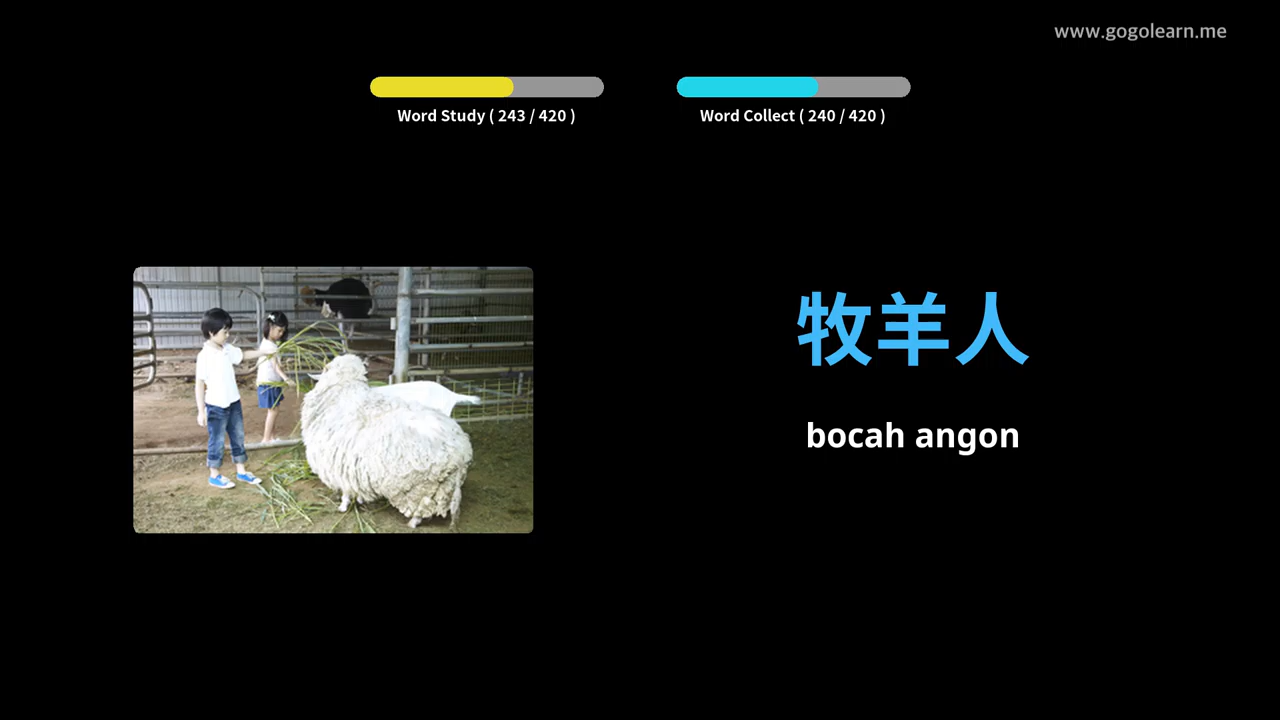 www.gogolearn.me
Word Study ( 243 / 420 )
Word Collect ( 240 / 420 )
牧羊人
bocah angon